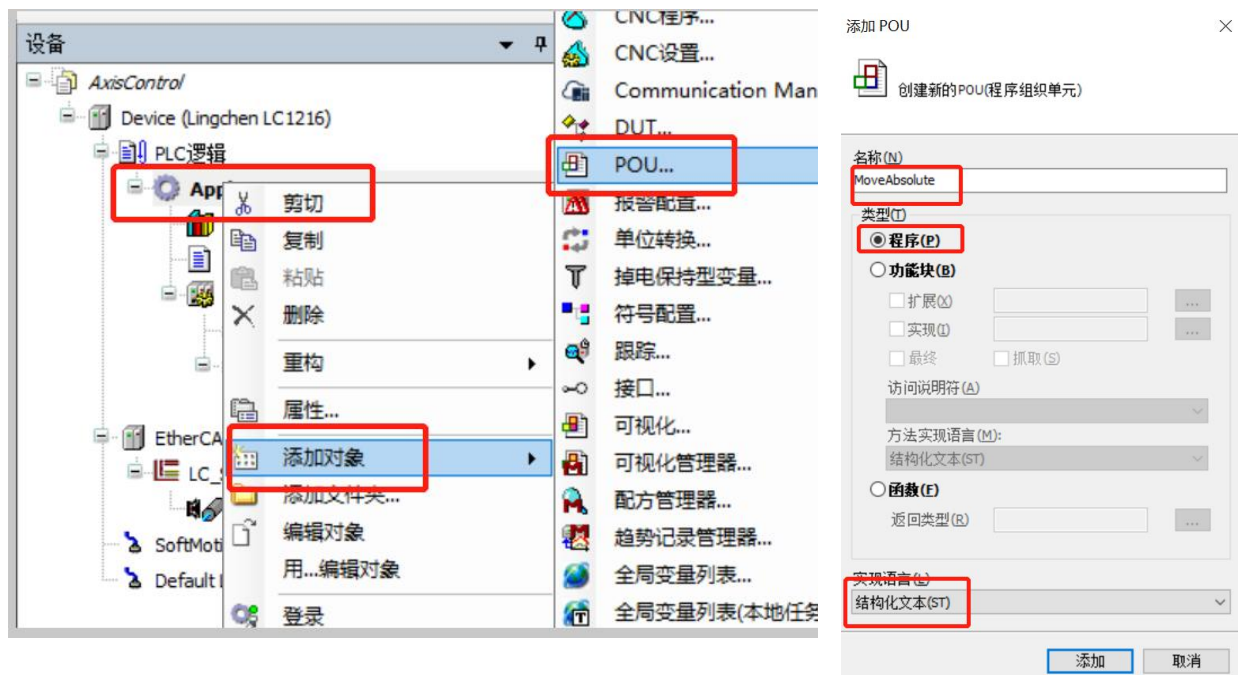 设备
AxisControl
Device (Lingchen LC1216)
PLC逻辑
App
EtherCA
LC_
SoftMoti
Default
剪切
复制
粘贴
删除
重构
属性...
添加对象
添加文件夹...
编辑对象
用...编辑对象
登录
CNC程序...
CNC设置...
Communication Man
DUT...
POU...
报警配置...
单位转换...
掉电保持型变量...
符号配置...
跟踪...
接口...
可视化...
可视化管理器...
配方管理器...
趋势记录管理器...
全局变量列表...
全局变量列表(本地任务
添加 POU
创建新的POU(程序组织单元)
名称(N)
MoveAbsolute
类型(T)
程序(P)
功能块(B)
扩展(X)
...
实现(I)
...
最终
抓取(S)
访问说明符(A)
方法实现语言(M):
结构化文本(ST)
函数(F)
返回类型(R)
...
实现语言(L)
结构化文本(ST)
添加
取消